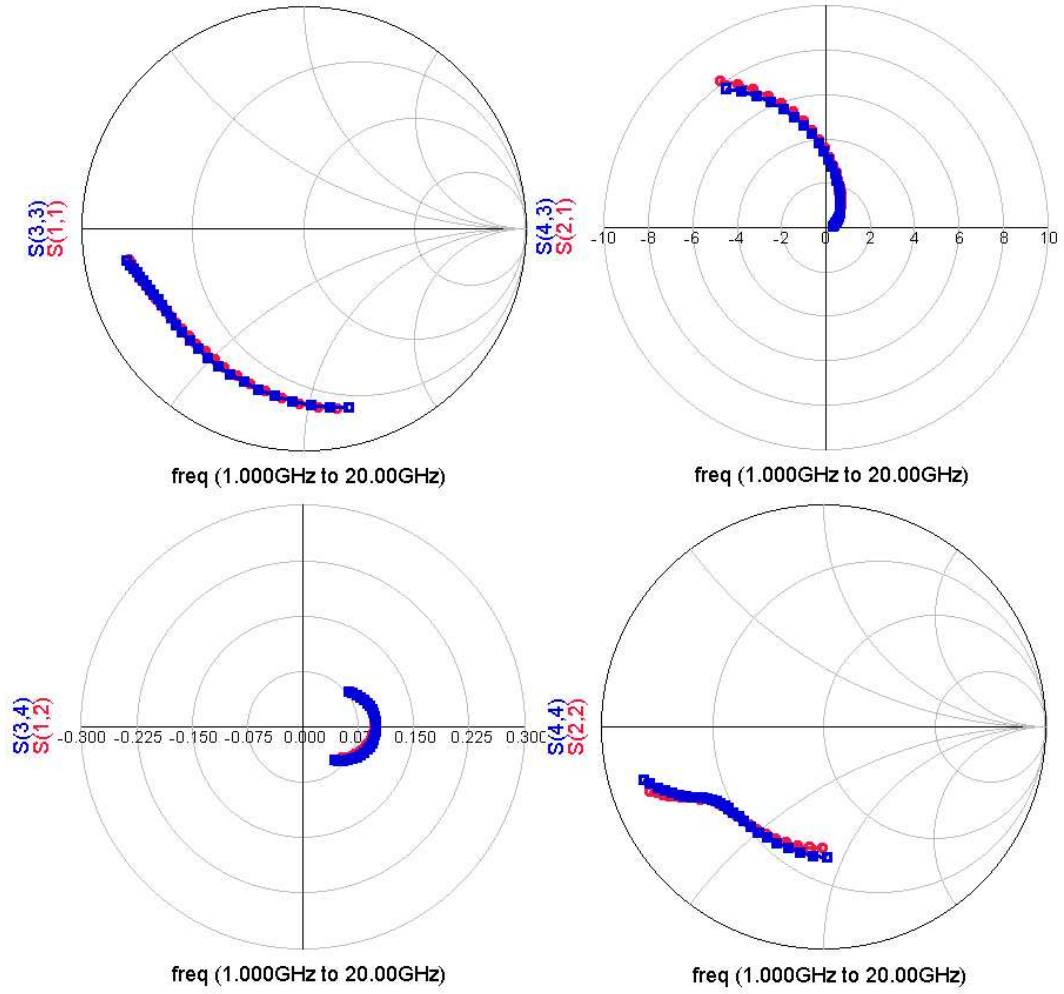 S(3,3)
S(1,1)
freq (1.000GHz to 20.00GHz)
S(4,3)
S(2,1)
-10 -8 -6 -4 -2 0 2 4 6 8 10
freq (1.000GHz to 20.00GHz)
S(3,4)
S(1,2)
-0.300 -0.225 -0.150 -0.075 0.000 0.150 0.225 0.300
freq (1.000GHz to 20.00GHz)
S(4,4)
S(2,2)
freq (1.000GHz to 20.00GHz)